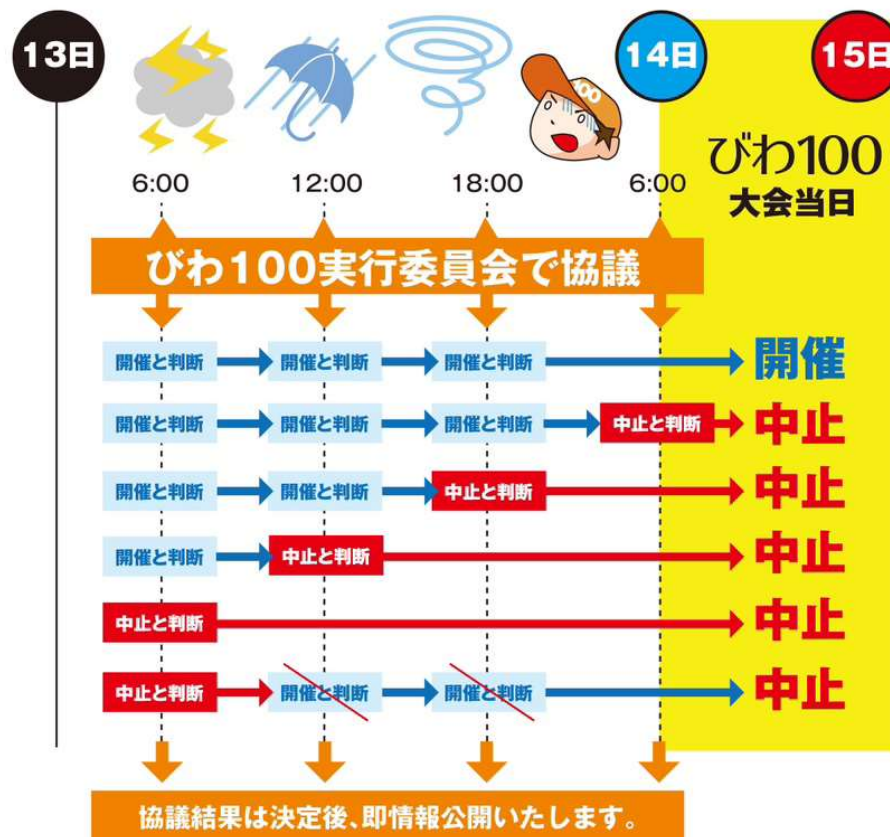 13日
14日
15日
100
びわ100
大会当日
6:00 12:00 18:00 6:00
びわ100実行委員会で協議
開催と判断 開催と判断 開催と判断 開催
開催と判断 開催と判断 開催と判断 中止と判断 中止
開催と判断 開催と判断 中止と判断 中止
開催と判断 中止と判断 中止
中止と判断 中止
中止と判断 開催と判断 開催と判断 中止
協議結果は決定後、即情報公開いたします。